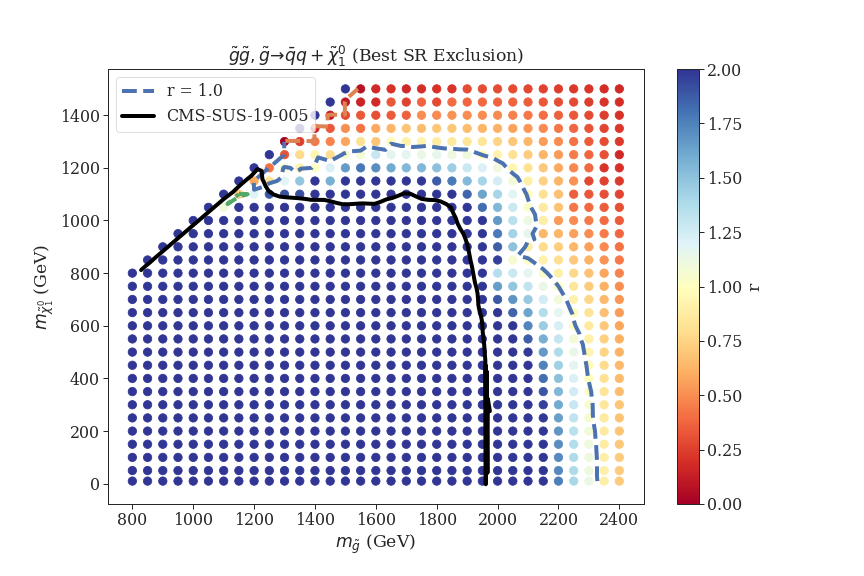 g̃g̃, g̃→q̄q + χ̃₁⁰ (Best SR Exclusion)
r = 1.0
CMS-SUS-19-005
1400
1200
1000
800
600
400
200
0
m_χ̃₁⁰ (GeV)
800 1000 1200 1400 1600 1800 2000 2200 2400
m_g̃ (GeV)
2.00
1.75
1.50
1.25
1.00
0.75
0.50
0.25
0.00
r